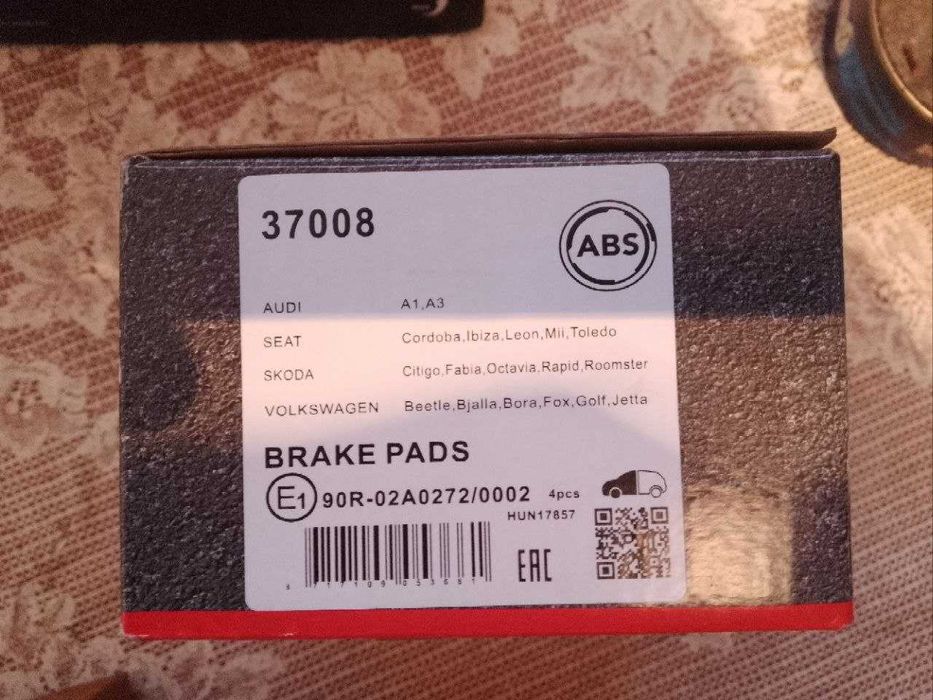 37008
ABS
AUDI A1,A3
SEAT Cordoba,Ibiza,Leon,Mii,Toledo
SKODA Citigo,Fabia,Octavia,Rapid,Roomster
VOLKSWAGEN Beetle,Bjalla,Bora,Fox,Golf,Jetta
BRAKE PADS
E1 90R-02A0272/0002 4pcs
HUN17857
EAC